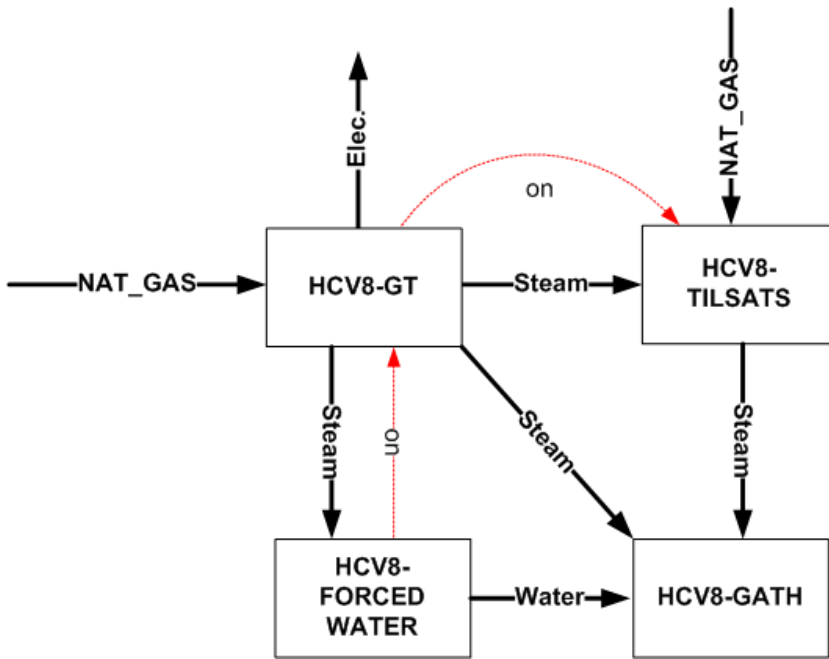 NAT_GAS
Elec.
on
NAT_GAS
HCV8-GT
Steam
HCV8-
TILSATS
Steam
on
Steam
Steam
HCV8-
FORCED
WATER
Water
HCV8-GATH